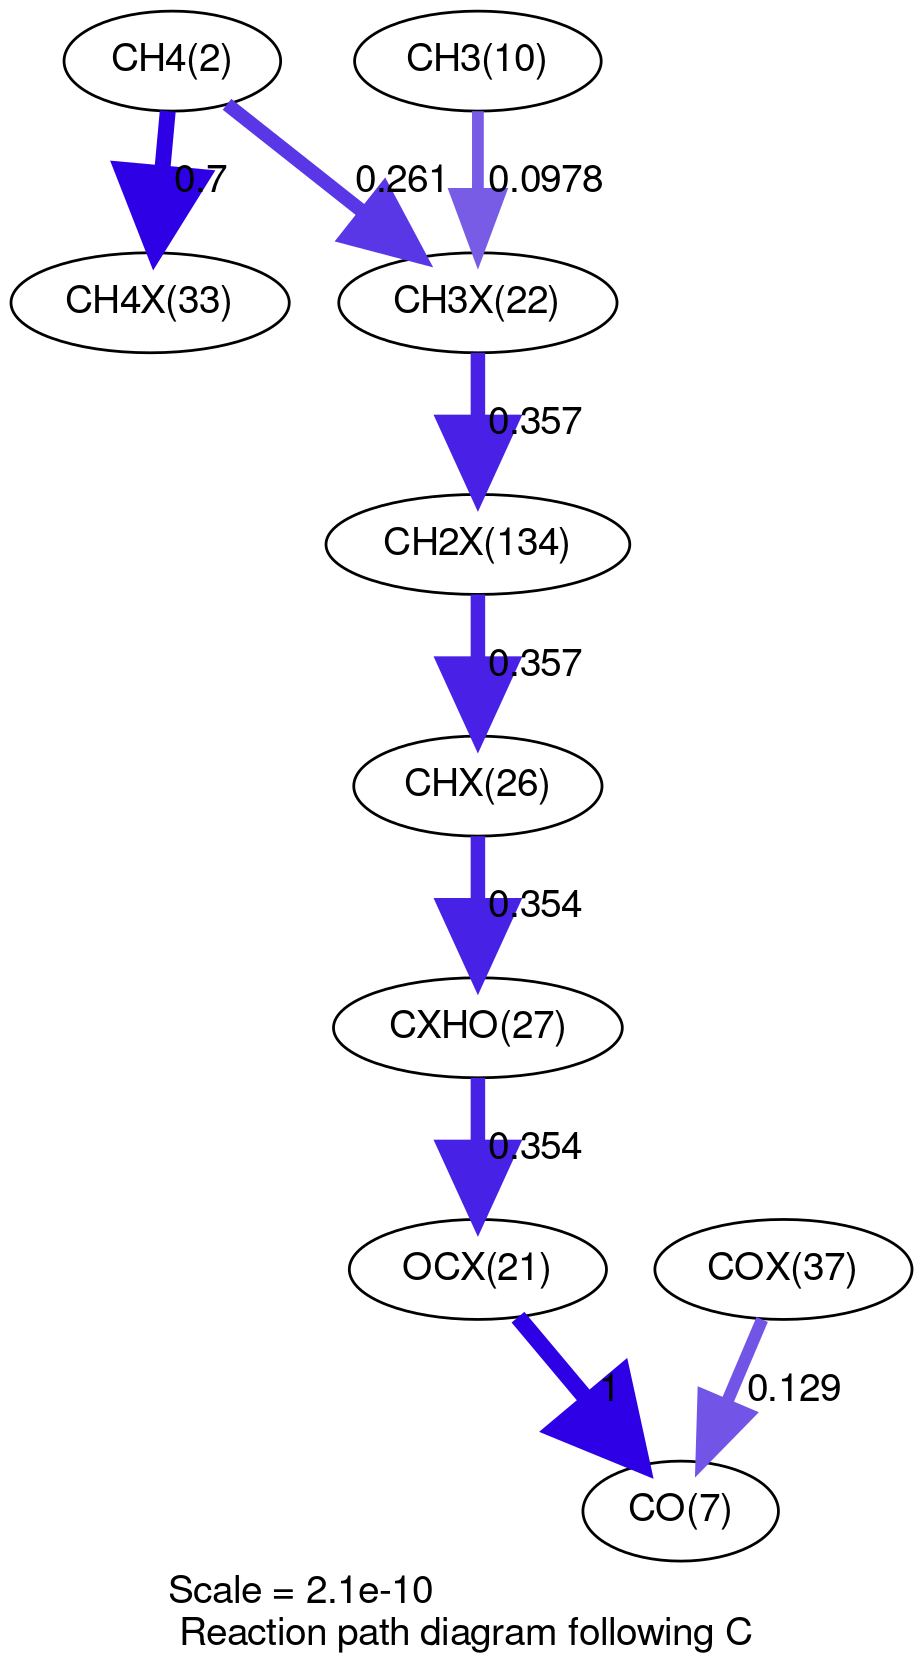 CH4(2)
CH3(10)
0.7
0.261
0.0978
CH4X(33)
CH3X(22)
0.357
CH2X(134)
0.357
CHX(26)
0.354
CXHO(27)
0.354
OCX(21)
COX(37)
1
0.129
CO(7)
Scale = 2.1e-10
Reaction path diagram following C